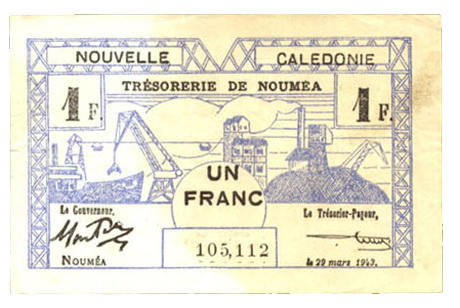 NOUVELLE CALEDONIE
TRÉSORERIE DE NOUMÉA
1 F. 1 F.
UN
FRANC
Le Gouverneur, Le Trésorier-Payeur,
105,112
NOUMÉA le 29 mars 1943.